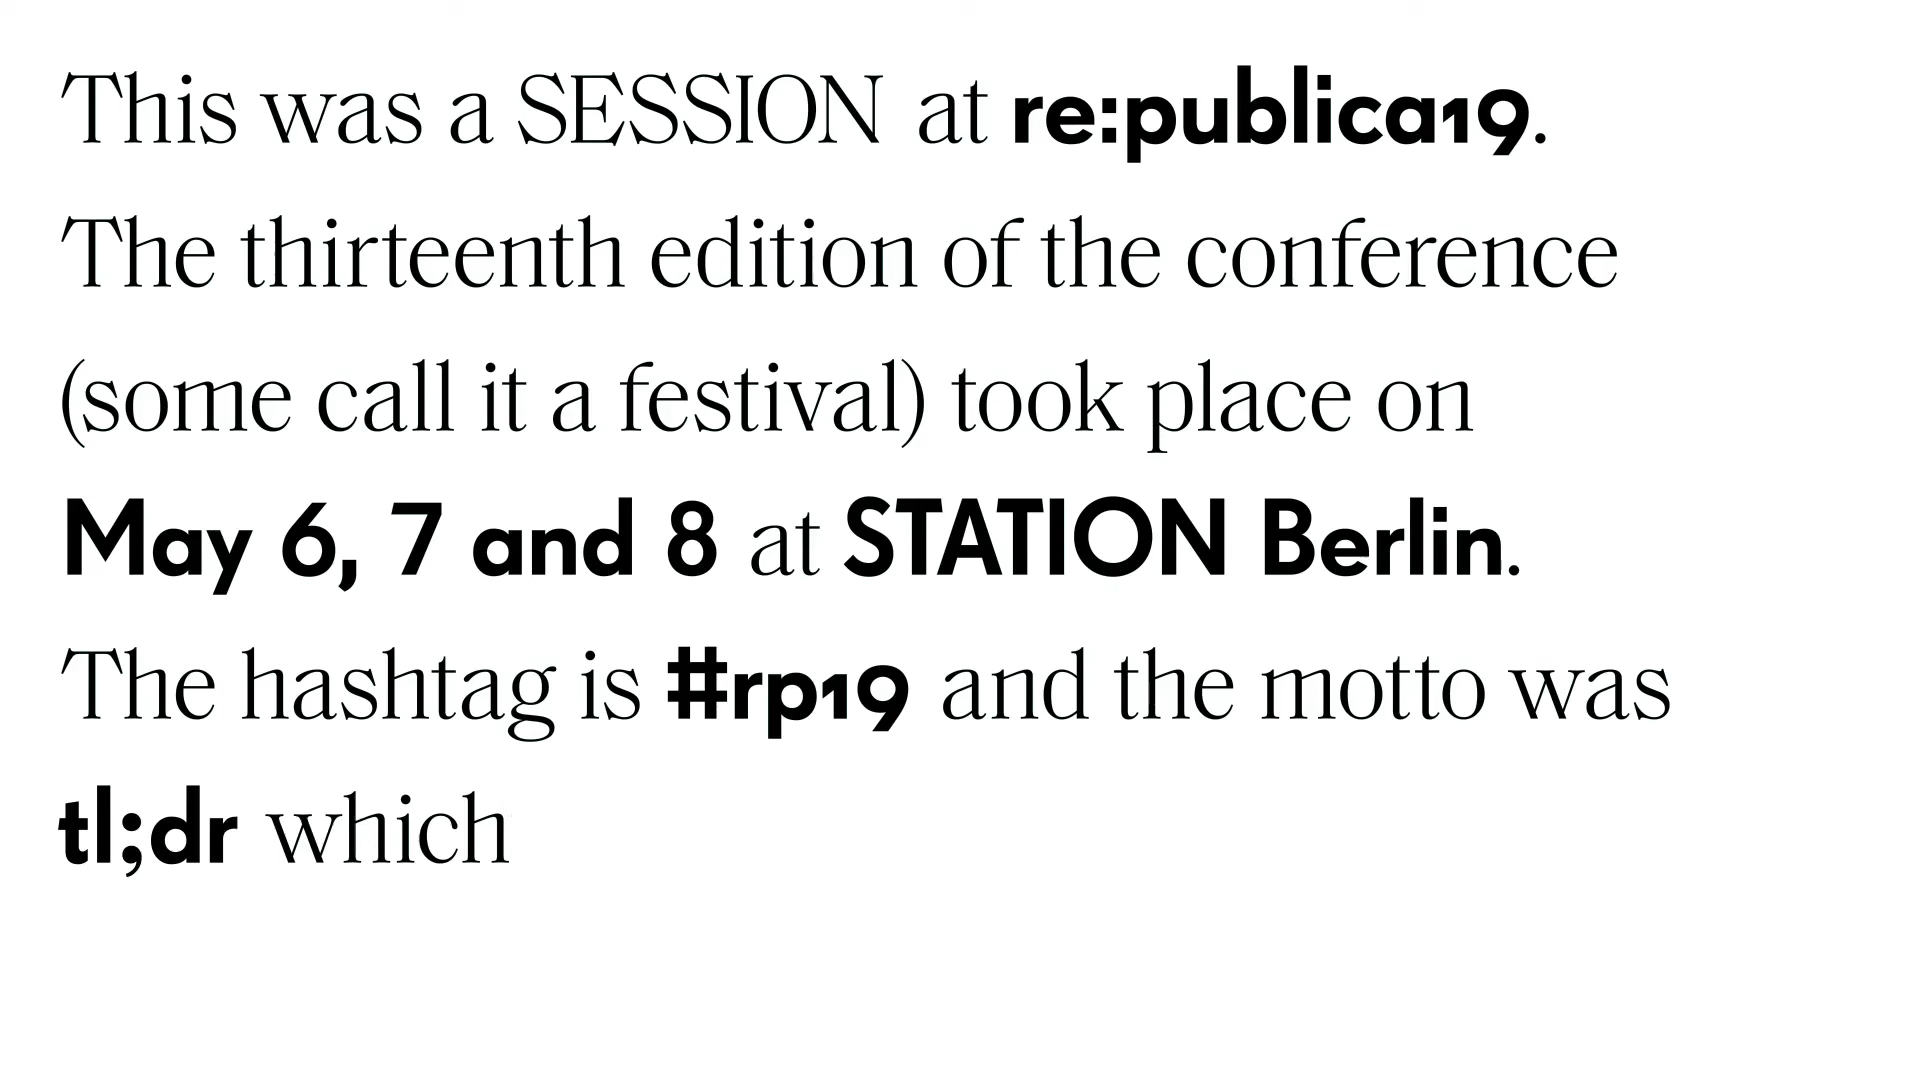 This was a SESSION at re:publica19.
The thirteenth edition of the conference
(some call it a festival) took place on
May 6, 7 and 8 at STATION Berlin.
The hashtag is #rp19 and the motto was
tl;dr which